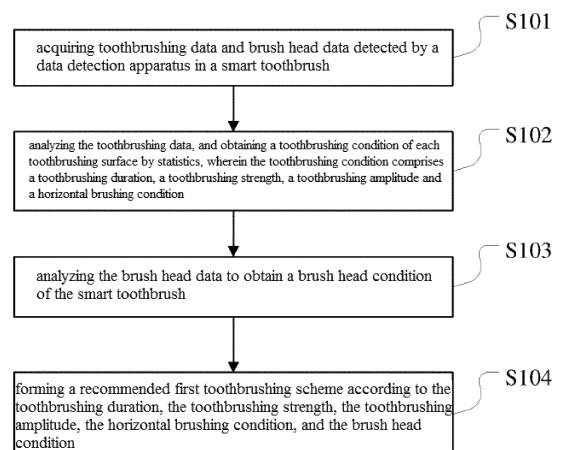 S101
acquiring toothbrushing data and brush head data detected by a
data detection apparatus in a smart toothbrush
S102
analyzing the toothbrushing data, and obtaining a toothbrushing condition of each
toothbrushing surface by statistics, wherein the toothbrushing condition comprises
a toothbrushing duration, a toothbrushing strength, a toothbrushing amplitude and
a horizontal brushing condition
S103
analyzing the brush head data to obtain a brush head condition
of the smart toothbrush
S104
forming a recommended first toothbrushing scheme according to the
toothbrushing duration, the toothbrushing strength, the toothbrushing
amplitude, the horizontal brushing condition, and the brush head
condition